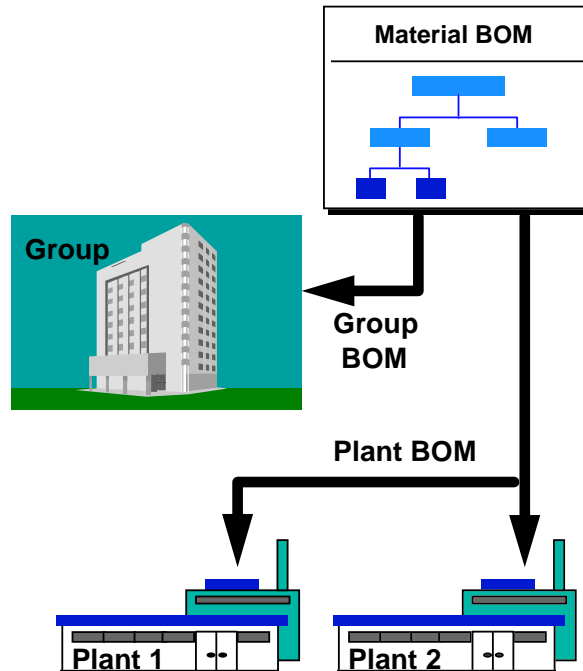 Material BOM
Group
Group
BOM
Plant BOM
Plant 1
Plant 2